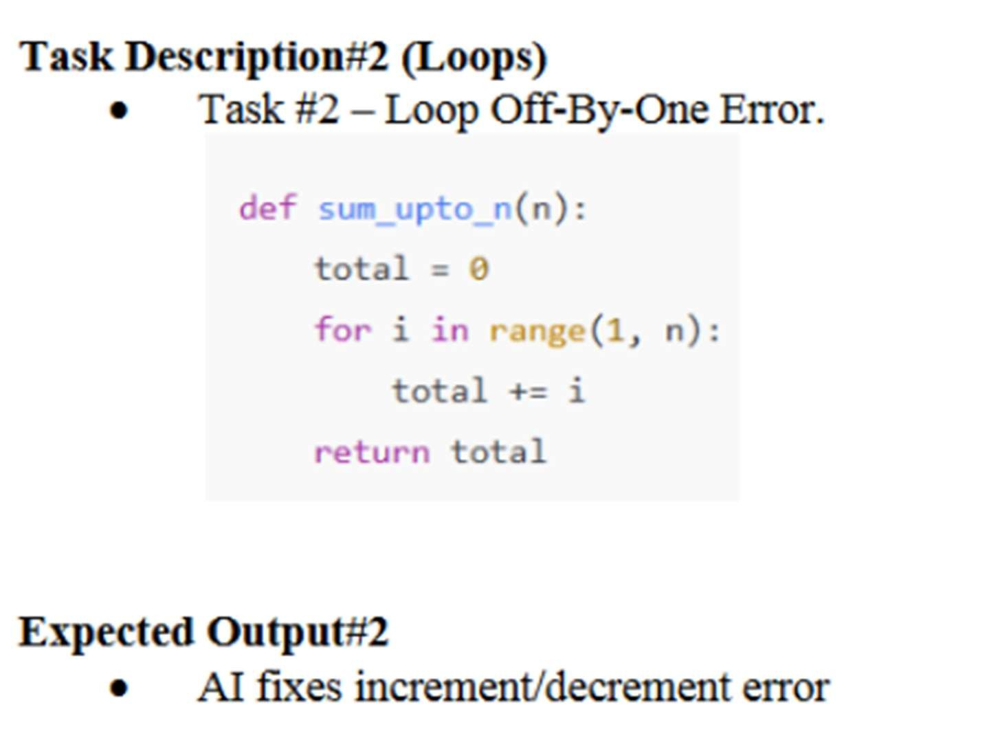 Task Description#2 (Loops)
● Task #2 – Loop Off-By-One Error.
def sum_upto_n(n):
    total = 0
    for i in range(1, n):
        total += i
    return total
Expected Output#2
● AI fixes increment/decrement error